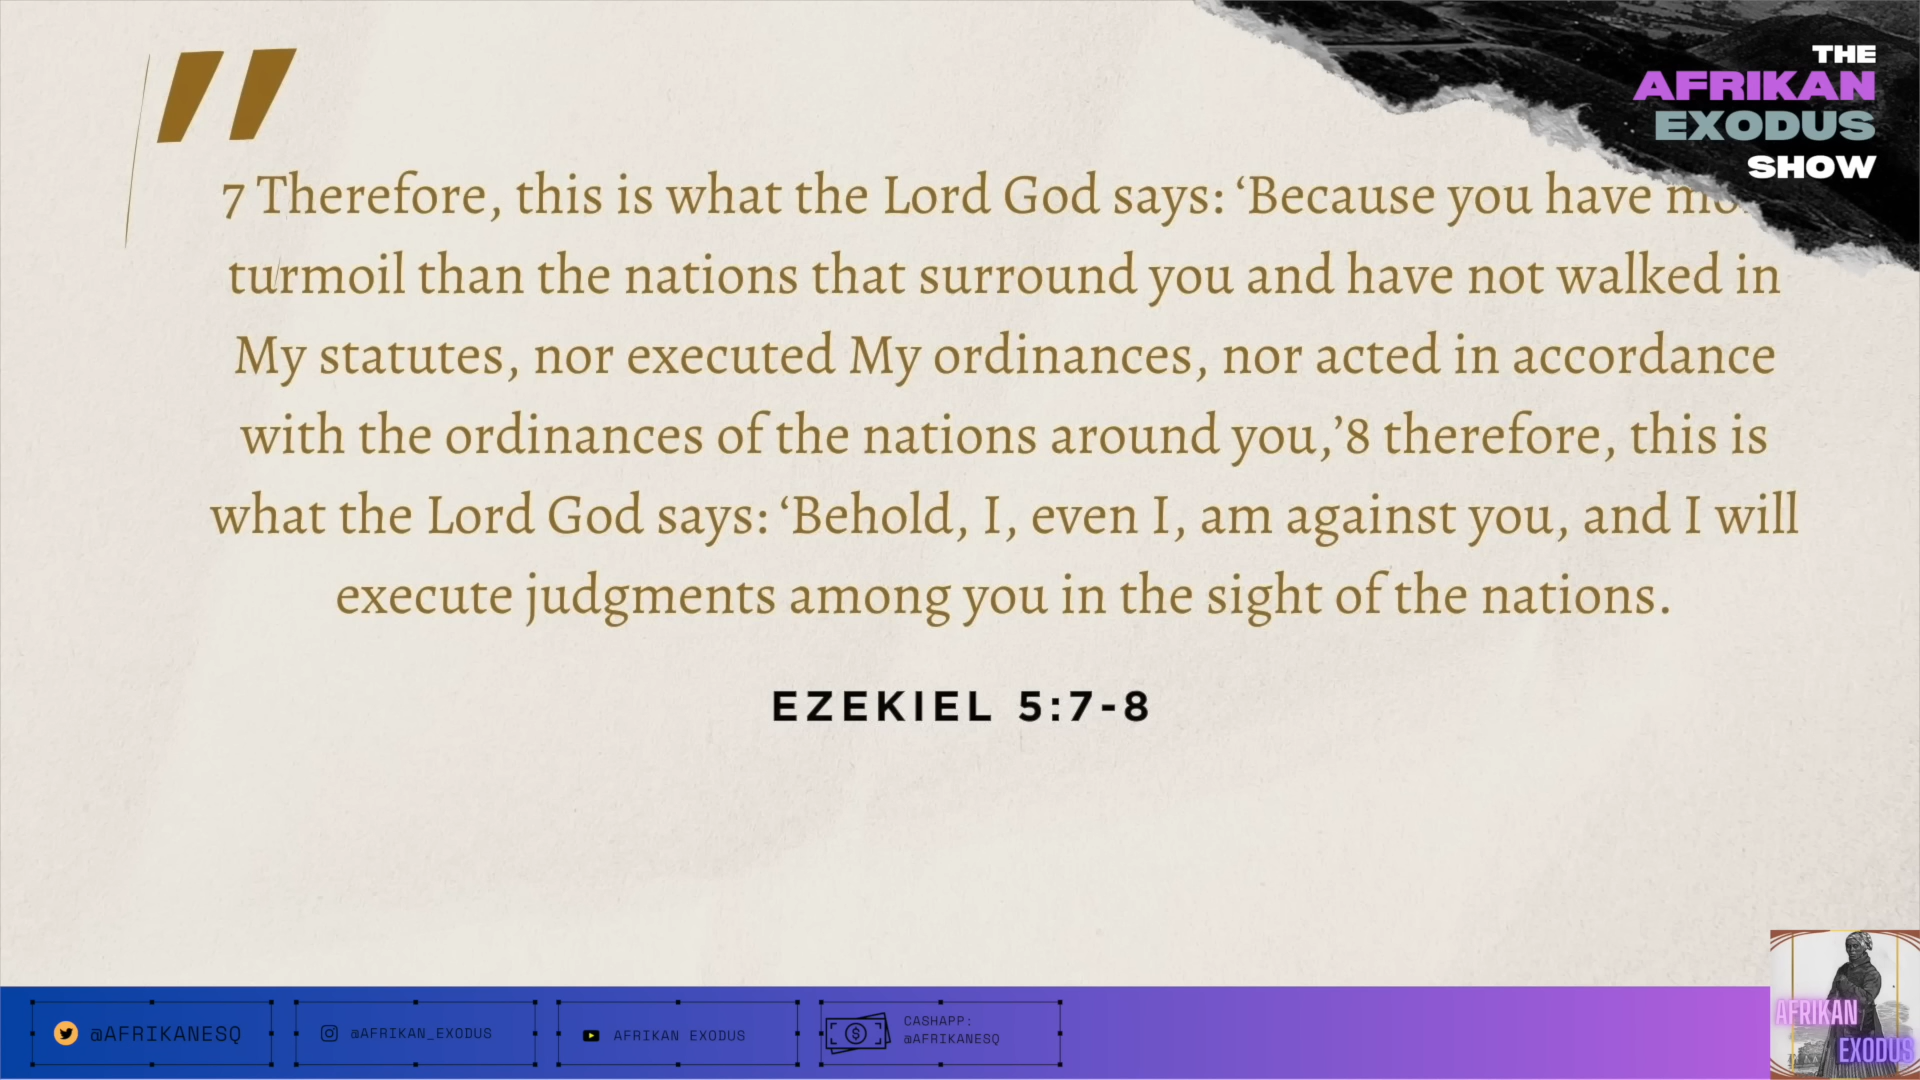 "
THE
AFRIKAN
EXODUS
SHOW
7 Therefore, this is what the Lord God says: ‘Because you have
turmoil than the nations that surround you and have not walked in
My statutes, nor executed My ordinances, nor acted in accordance
with the ordinances of the nations around you,’8 therefore, this is
what the Lord God says: ‘Behold, I, even I, am against you, and I will
execute judgments among you in the sight of the nations.
EZEKIEL 5:7-8
@AFRIKANESQ
@AFRIKAN_EXODUS
AFRIKAN EXODUS
$
CASHAPP:
@AFRIKANESQ
AFRIKAN
EXODUS